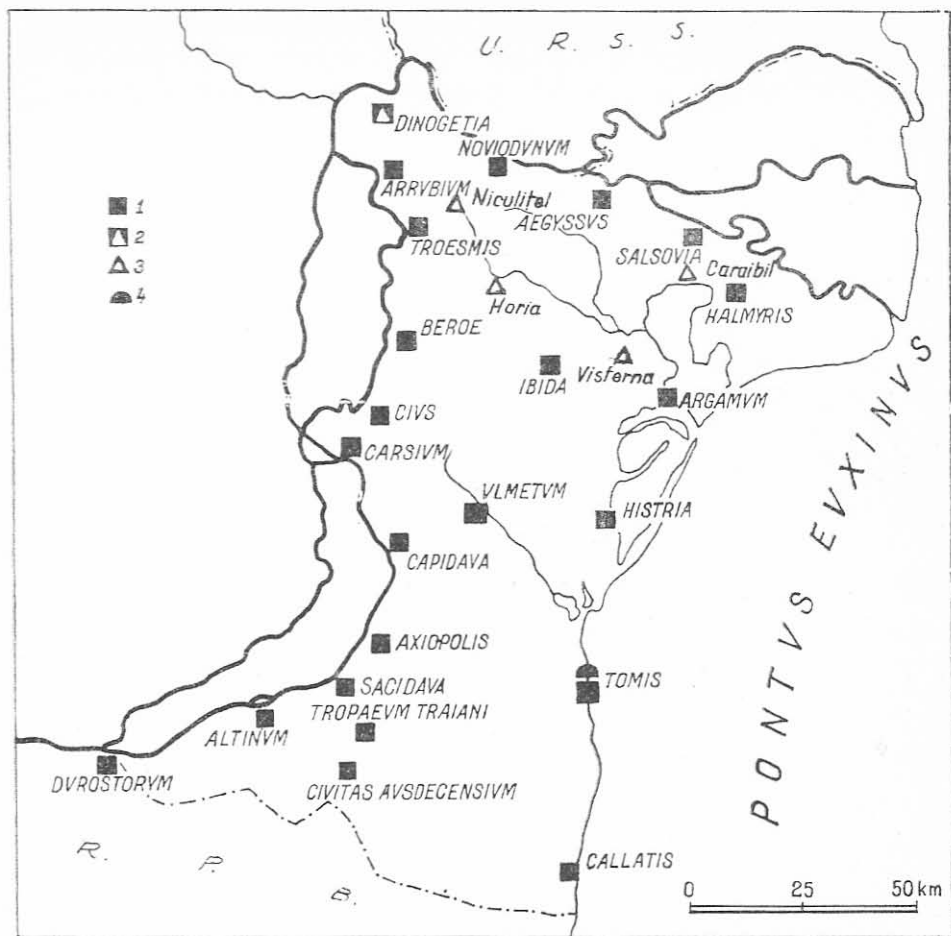 U. R. S. S.
DINOGETIA
NOVIODVNVM
ARRVBIVM
Niculitel
AEGYSSVS
1
2
3
4
TROESMIS
SALSOVIA
Caraibil
Horia
HALMYRIS
BEROE
IBIDA
Visterna
ARGAMVM
CIVS
CARSIVM
VLMETVM
HISTRIA
CAPIDAVA
PONTVS EVXINVS
AXIOPOLIS
SACIDAVA
TOMIS
TROPAEVM TRAIANI
ALTINVM
DVROSTORVM
CIVITAS AVSDECENSIVM
R. P. B.
CALLATIS
0 25 50 km